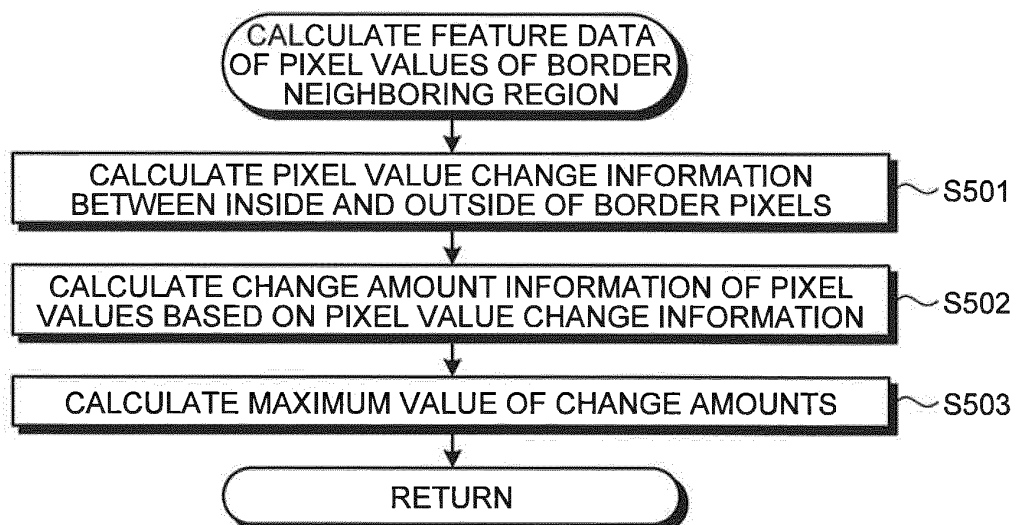 CALCULATE FEATURE DATA
OF PIXEL VALUES OF BORDER
NEIGHBORING REGION
CALCULATE PIXEL VALUE CHANGE INFORMATION
BETWEEN INSIDE AND OUTSIDE OF BORDER PIXELS
S501
CALCULATE CHANGE AMOUNT INFORMATION OF PIXEL
VALUES BASED ON PIXEL VALUE CHANGE INFORMATION
S502
CALCULATE MAXIMUM VALUE OF CHANGE AMOUNTS
S503
RETURN